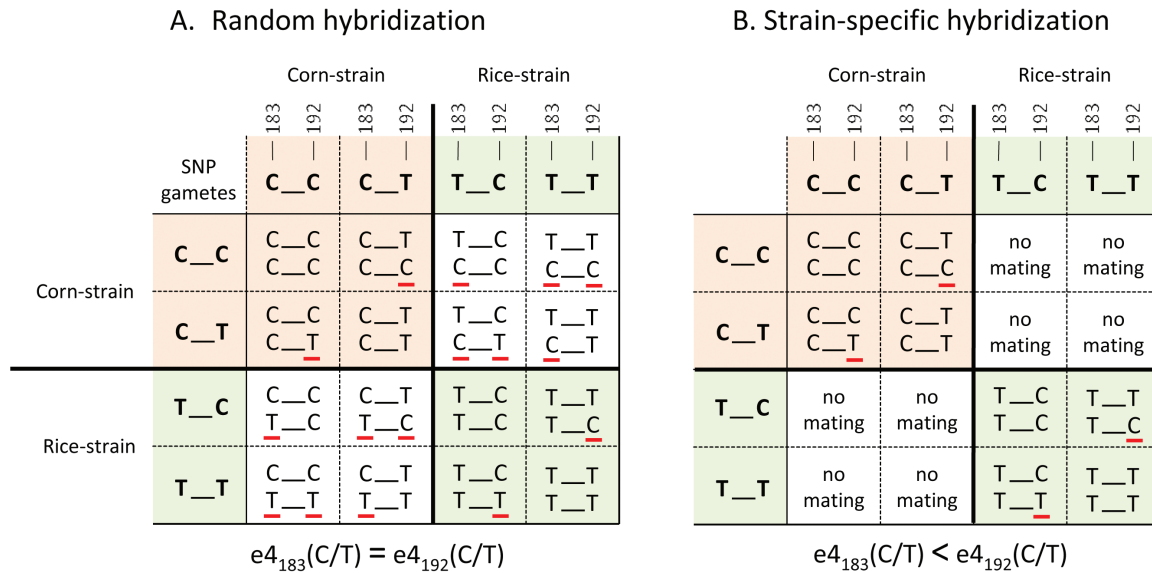 A. Random hybridization
Corn-strain Rice-strain
183 192 183 192 183 192 183 192
SNP gametes C__C C__T T__C T__T
Corn-strain
C__C
C__C C__T T__C T__T
C__C C__C C__C C__C
C__T
C__C C__T T__C T__T
C__T C__T C__T C__T
Rice-strain
T__C
C__C C__T T__C T__T
T__C T__C T__C T__C
T__T
C__C C__T T__C T__T
T__T T__T T__T T__T
e4183(C/T) = e4192(C/T)
B. Strain-specific hybridization
Corn-strain Rice-strain
183 192 183 192 183 192 183 192
C__C C__T T__C T__T
C__C
C__C C__T no mating no mating
C__C C__C
C__T
C__C C__T no mating no mating
C__T C__T
T__C
no mating no mating T__C T__T
T__C T__C
T__T
no mating no mating T__C T__T
T__T T__T
e4183(C/T) < e4192(C/T)